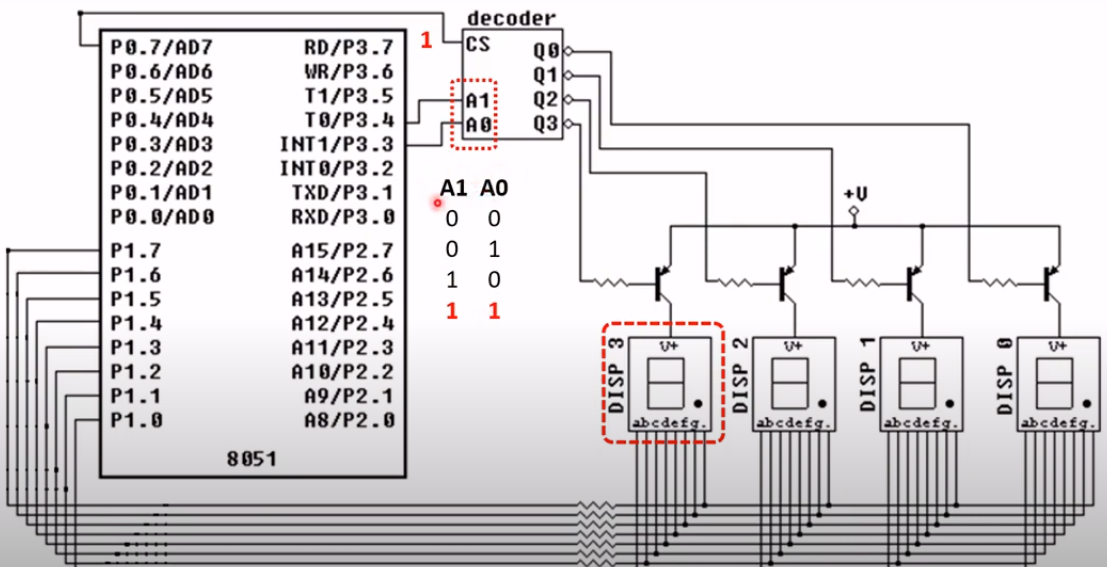 decoder
P0.7/AD7 RD/P3.7 1 CS Q0
P0.6/AD6 WR/P3.6 Q1
P0.5/AD5 T1/P3.5 A1 Q2
P0.4/AD4 T0/P3.4 A0 Q3
P0.3/AD3 INT1/P3.3
P0.2/AD2 INT0/P3.2
P0.1/AD1 TXD/P3.1
P0.0/AD0 RXD/P3.0
P1.7 A15/P2.7
P1.6 A14/P2.6
P1.5 A13/P2.5
P1.4 A12/P2.4
P1.3 A11/P2.3
P1.2 A10/P2.2
P1.1 A9/P2.1
P1.0 A8/P2.0
8051
A1 A0
0 0
0 1
1 0
1 1
+V
DISP 3
V+
abcdefg.
DISP 2
V+
abcdefg.
DISP 1
V+
abcdefg.
DISP 0
V+
abcdefg.